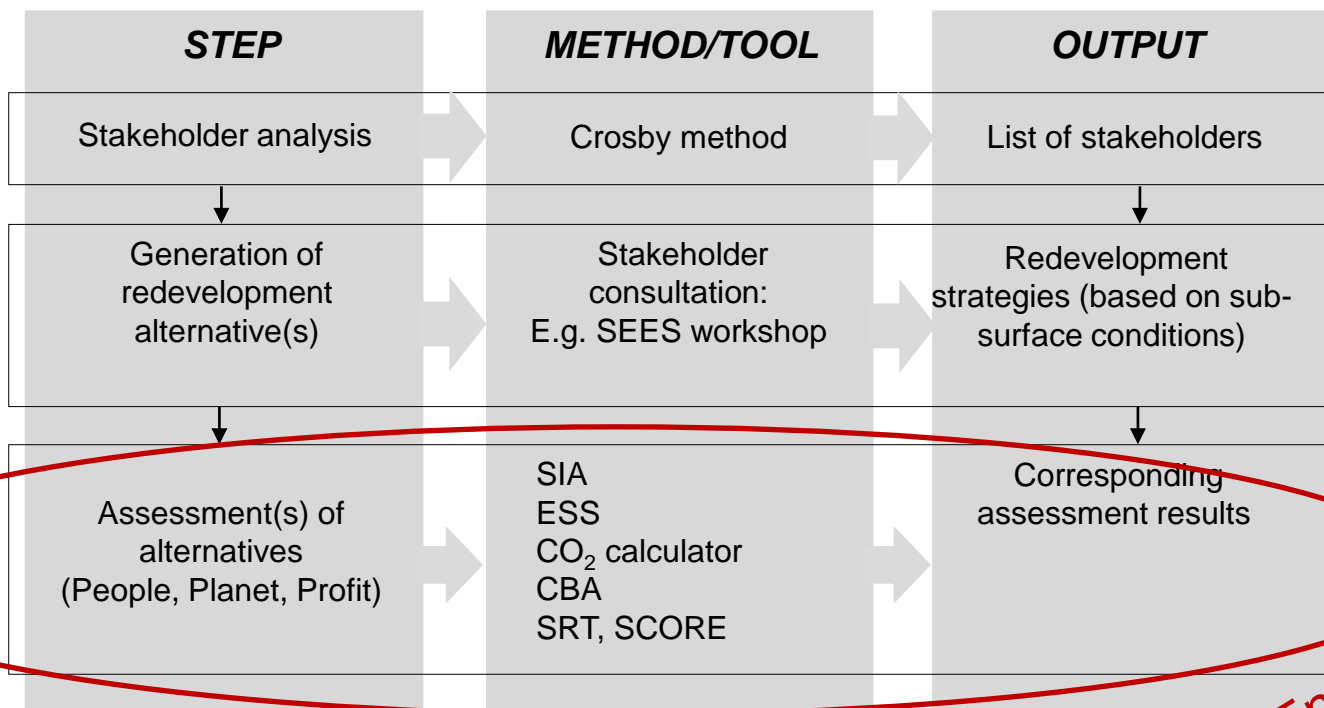 STEP
METHOD/TOOL
OUTPUT
Stakeholder analysis
Crosby method
List of stakeholders
Generation of
redevelopment
alternative(s)
Stakeholder
consultation:
E.g. SEES workshop
Redevelopment
strategies (based on sub-
surface conditions)
Assessment(s) of
alternatives
(People, Planet, Profit)
SIA
ESS
CO₂ calculator
CBA
SRT, SCORE
Corresponding
assessment results